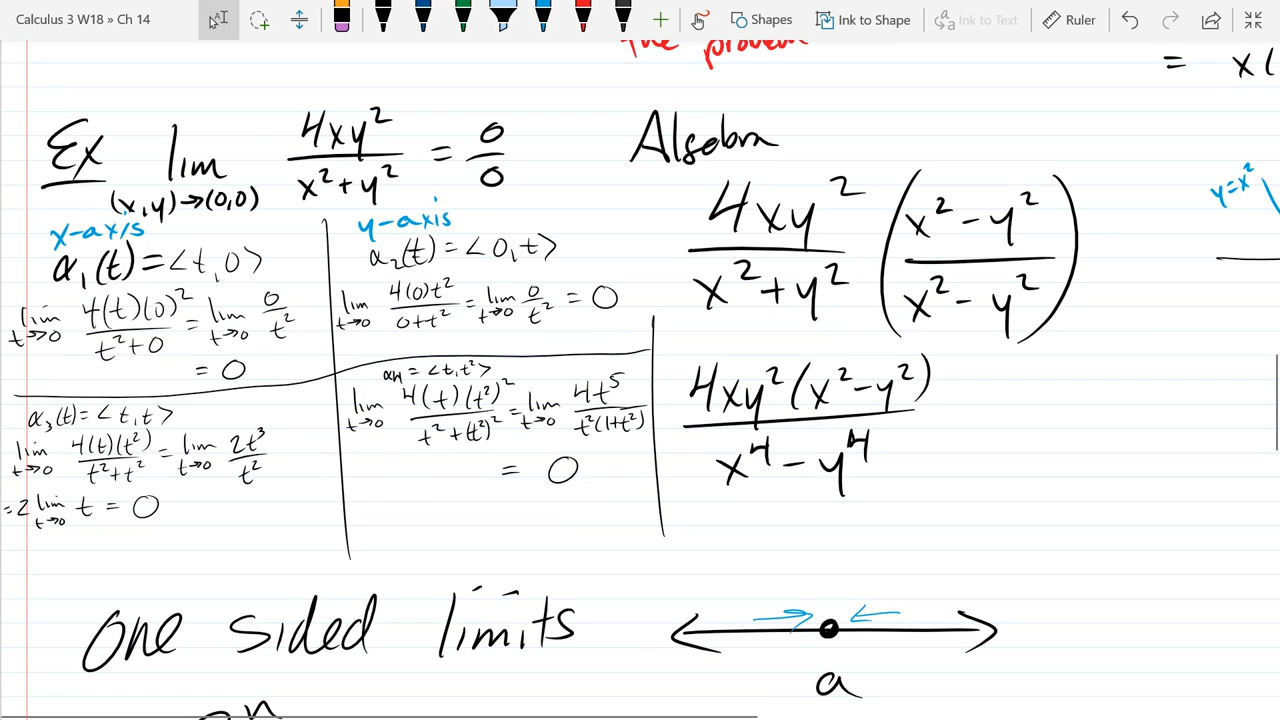 Calculus 3 W18 » Ch 14
Shapes
Ink to Shape
Ink to Text
Ruler
the problem
= x(
Ex lim (x,y)→(0,0) 4xy²/(x²+y²) = 0/0
x-axis
α₁(t) = <t,0>
lim t→0 4(t)(0)²/(t²+0) = lim t→0 0/t²
= 0
y-axis
α₂(t) = <0,t>
lim t→0 4(0)t²/(0+t²) = lim t→0 0/t² = 0
α₃(t) = <t,t>
lim t→0 4(t)(t²)/(t²+t²) = lim t→0 2t³/t²
= 2 lim t→0 t = 0
α₄ = <t,t²>
lim t→0 4(t)(t²)²/(t²+(t²)²) = lim t→0 4t⁵/(t²(1+t²))
= 0
Algebra
4xy²/(x²+y²) ((x²-y²)/(x²-y²))
4xy²(x²-y²)/(x⁴-y⁴)
y=x²
one sided limits
a